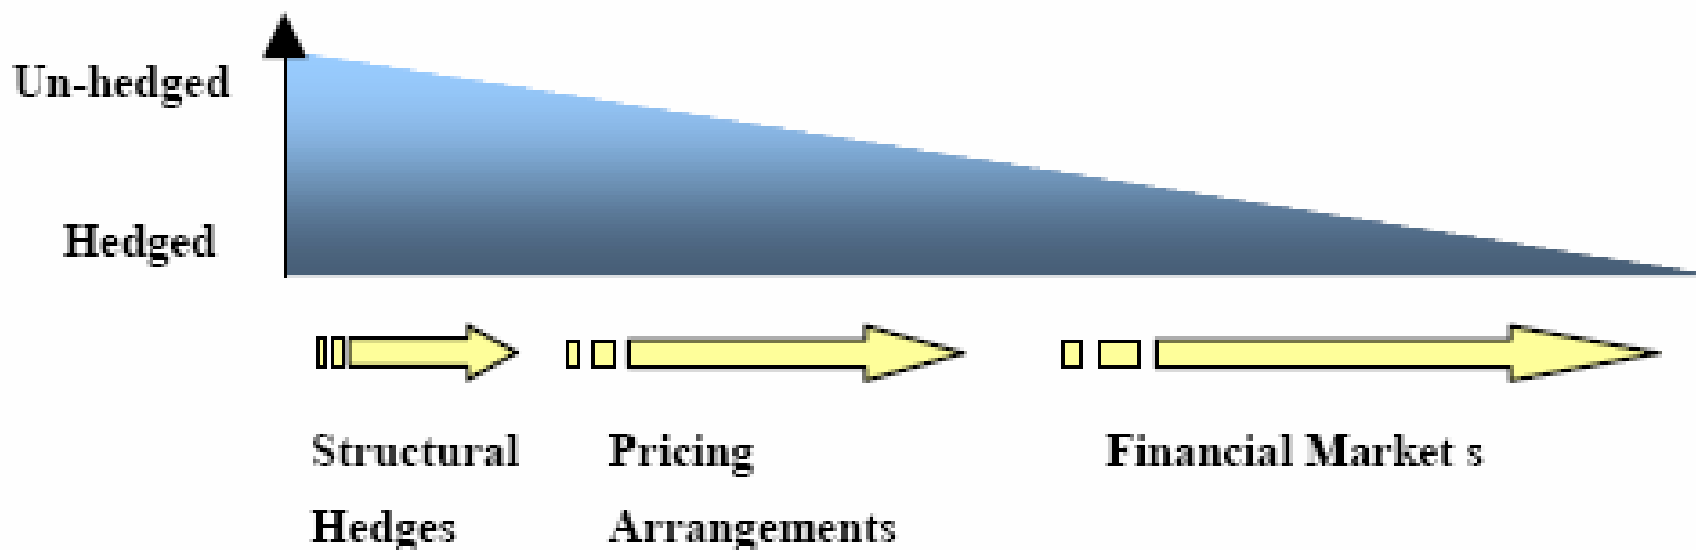 Un-hedged
Hedged
Structural
Hedges
Pricing
Arrangements
Financial Market s